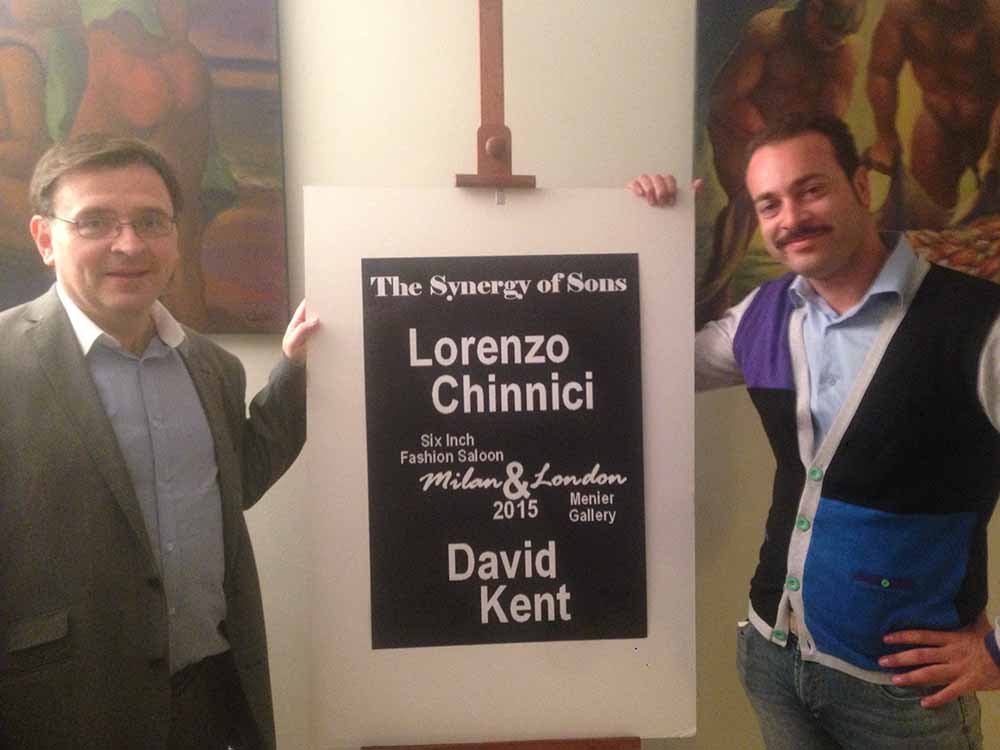 The Synergy of Sons
Lorenzo
Chinnici
Six Inch
Fashion Saloon
Milan & London
2015
Menier
Gallery
David
Kent